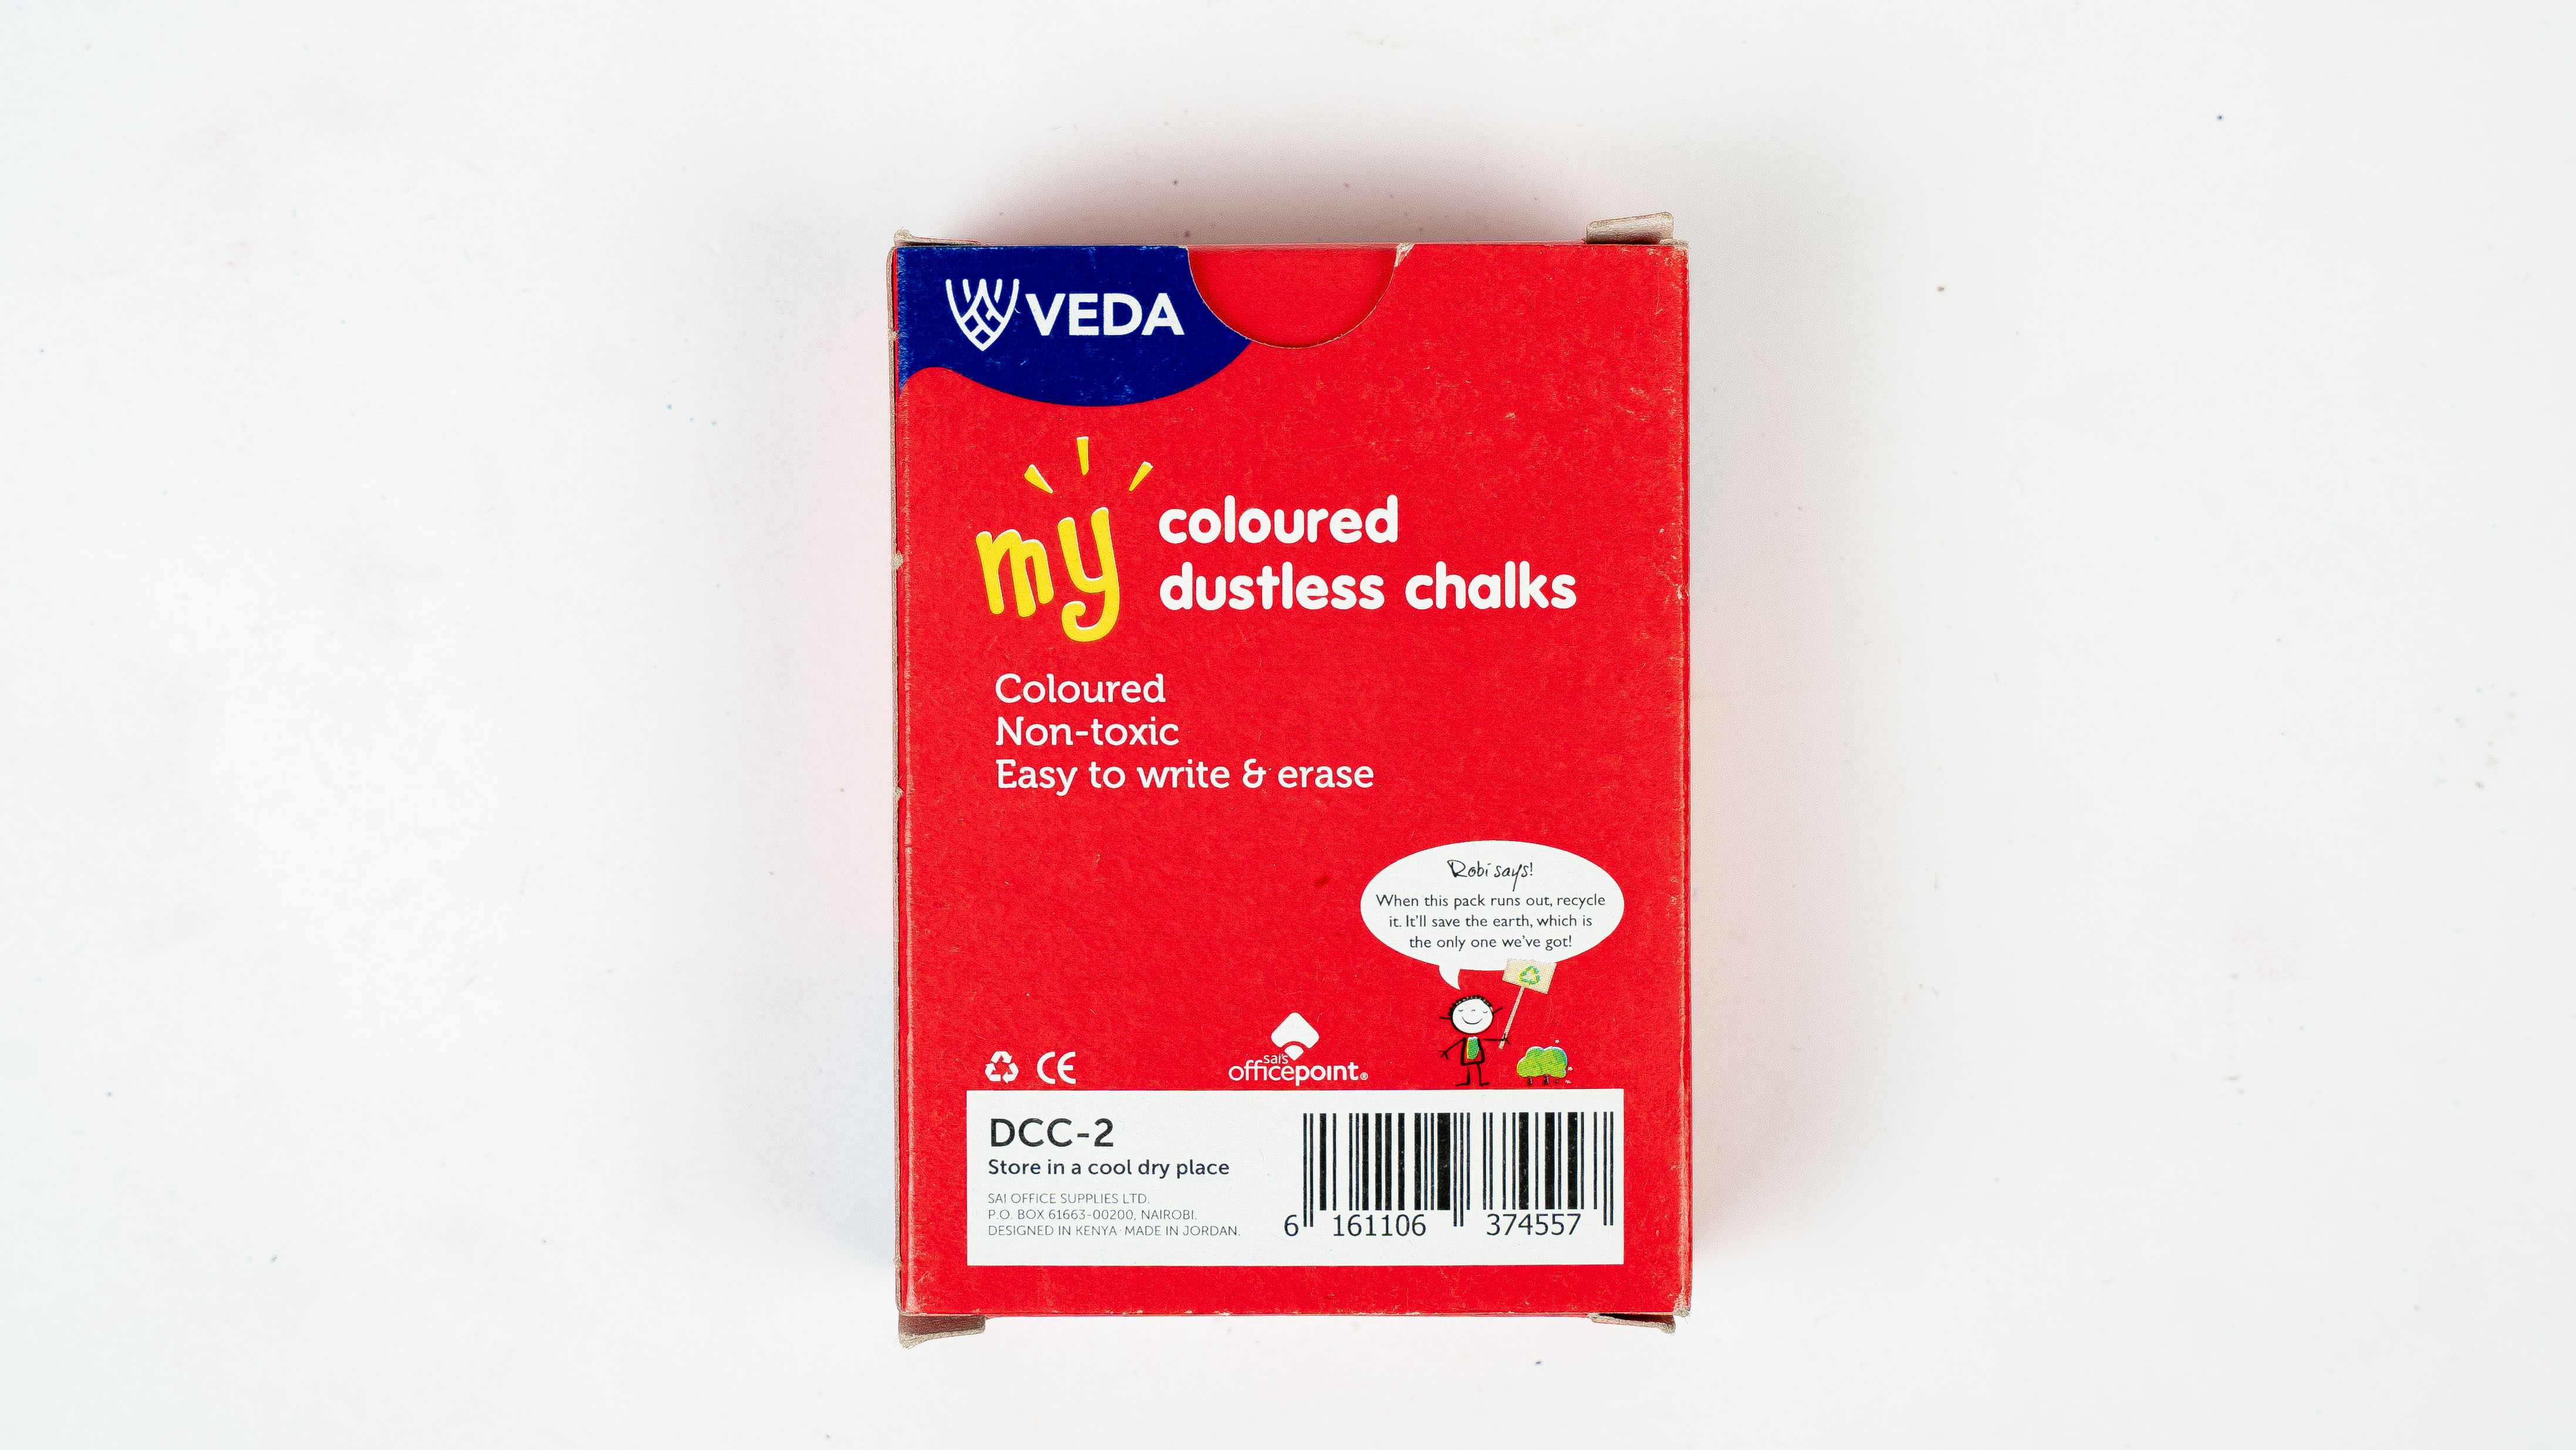 VEDA
my coloured
dustless chalks
Coloured
Non-toxic
Easy to write & erase
Robi says!
When this pack runs out, recycle
it. It'll save the earth, which is
the only one we've got!
CE
sai's
officepoint®
DCC-2
Store in a cool dry place
SAI OFFICE SUPPLIES LTD.
P.O. BOX 61663-00200, NAIROBI.
DESIGNED IN KENYA · MADE IN JORDAN.
6 161106 374557